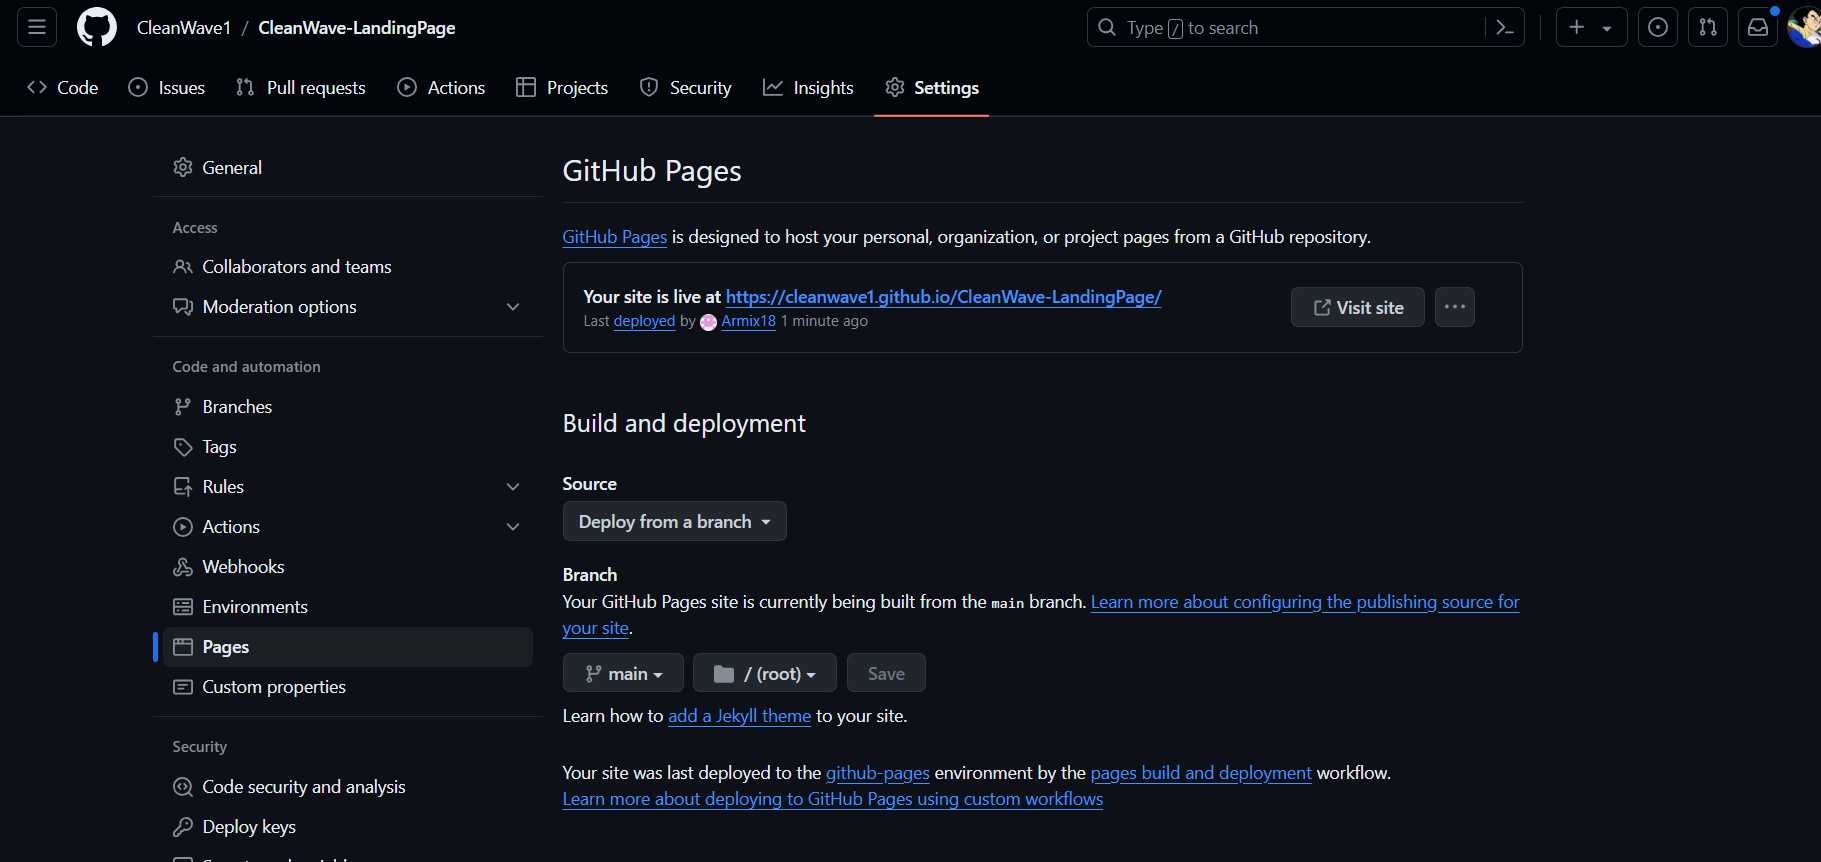 CleanWave1 / CleanWave-LandingPage
Type / to search
Code
Issues
Pull requests
Actions
Projects
Security
Insights
Settings
General
Access
Collaborators and teams
Moderation options
Code and automation
Branches
Tags
Rules
Actions
Webhooks
Environments
Pages
Custom properties
Security
Code security and analysis
Deploy keys
GitHub Pages
GitHub Pages is designed to host your personal, organization, or project pages from a GitHub repository.
Your site is live at https://cleanwave1.github.io/CleanWave-LandingPage/
Last deployed by Armix18 1 minute ago
Visit site
Build and deployment
Source
Deploy from a branch
Branch
Your GitHub Pages site is currently being built from the main branch. Learn more about configuring the publishing source for
your site.
main
/ (root)
Save
Learn how to add a Jekyll theme to your site.
Your site was last deployed to the github-pages environment by the pages build and deployment workflow.
Learn more about deploying to GitHub Pages using custom workflows